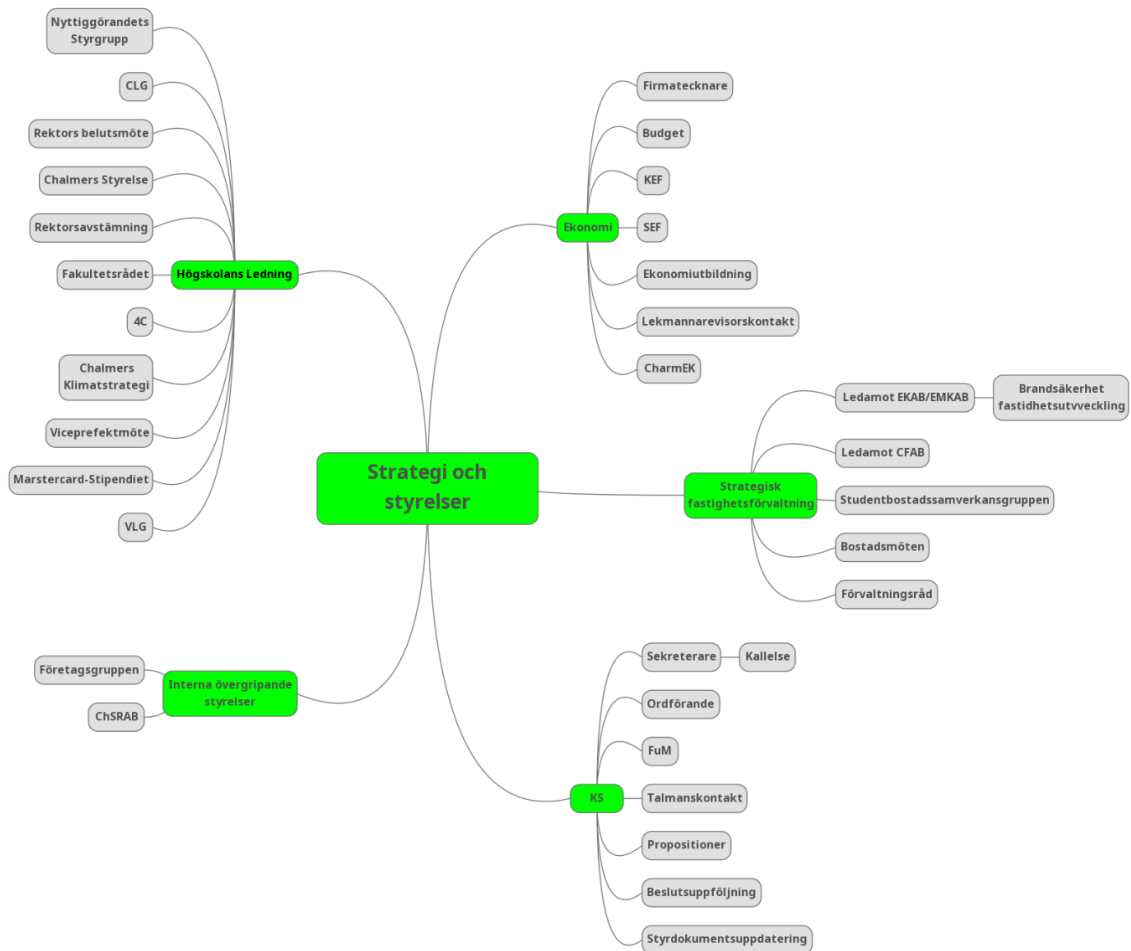 Nyttiggörandets
Styrgrupp
CLG
Rektors belutsmöte
Chalmers Styrelse
Rektorsavstämning
Fakultetsrådet
4C
Chalmers
Klimatstrategi
Viceprefektmöte
Marstercard-Stipendiet
VLG
Högskolans Ledning
Företagsgruppen
ChSRAB
Interna övergripande
styrelser
Strategi och
styrelser
Ekonomi
Firmatecknare
Budget
KEF
SEF
Ekonomiutbildning
Lekmannarevisorskontakt
CharmEK
Strategisk
fastighetsförvaltning
Ledamot EKAB/EMKAB
Brandsäkerhet
fastidhetsutvveckling
Ledamot CFAB
Studentbostadssamverkansgruppen
Bostadsmöten
Förvaltningsråd
KS
Sekreterare
Kallelse
Ordförande
FuM
Talmanskontakt
Propositioner
Beslutsuppföljning
Styrdokumentsuppdatering